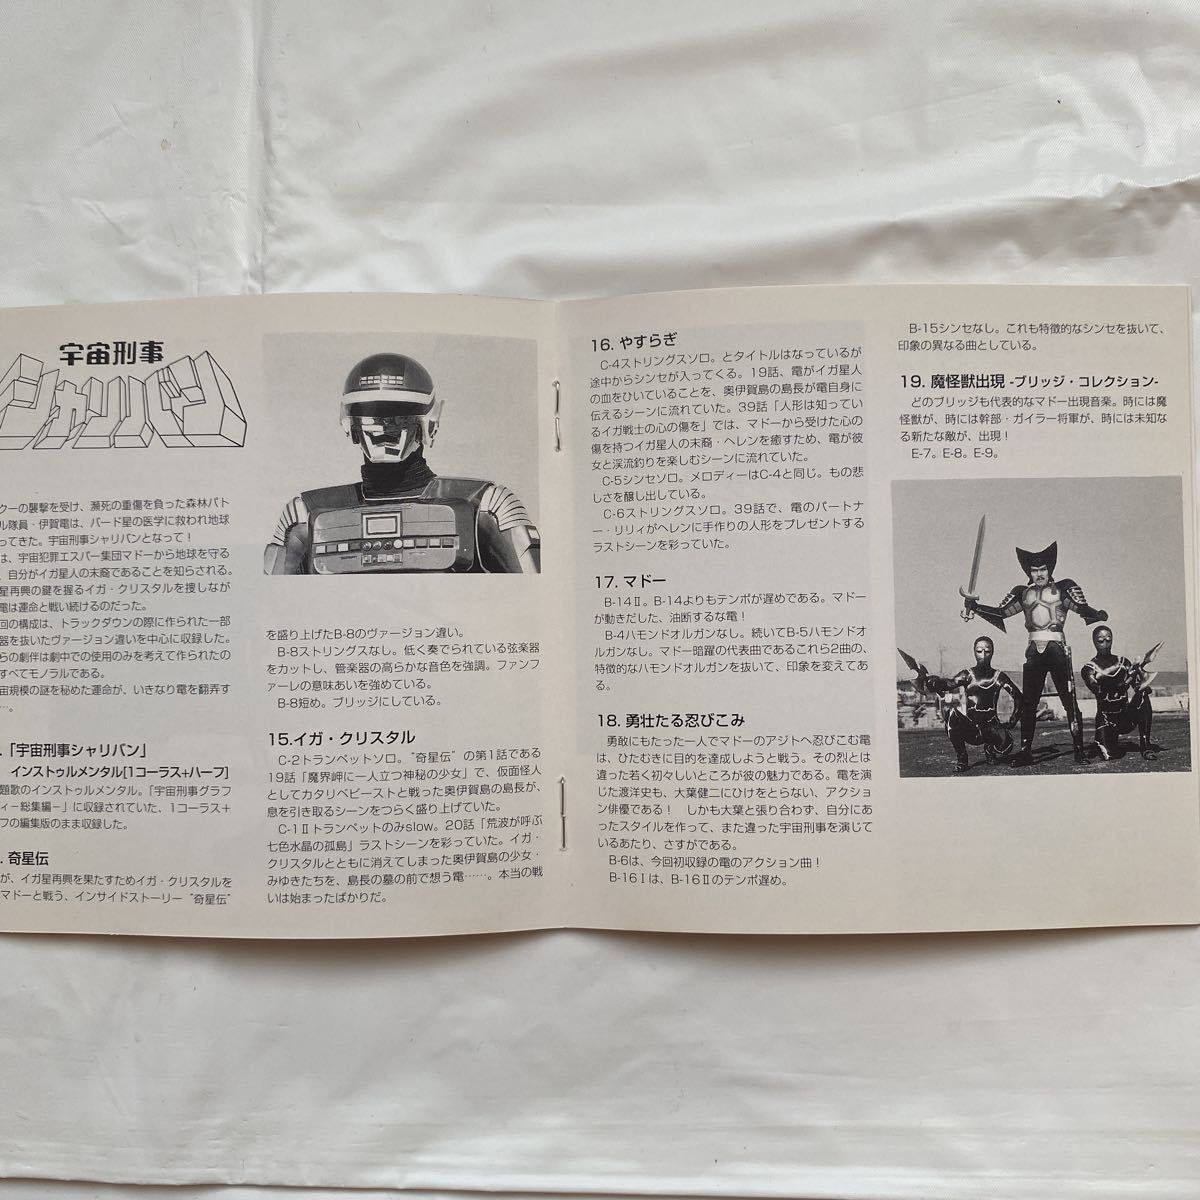 宇宙刑事
シャリバン
クーの襲撃を受け、瀕死の重傷を負った森林パト
ル隊員・伊賀電は、バード星の医学に救われ地球
ってきた。宇宙刑事シャリバンとなって！
は、宇宙犯罪エスパー集団マドーから地球を守る
、自分がイガ星人の末裔であることを知らされる。
星再興の鍵を握るイガ・クリスタルを捜しなが
電は運命と戦い続けるのだった。
回の構成は、トラックダウンの際に作られた一部
器を抜いたヴァージョン違いを中心に収録した。
らの劇伴は劇中での使用のみを考えて作られたの
すべてモノラルである。
宙規模の謎を秘めた運命が、いきなり電を翻弄す
…。
.「宇宙刑事シャリバン」
インストゥルメンタル[1コーラス+ハーフ]
題歌のインストゥルメンタル。「宇宙刑事グラフ
ィー総集編－」に収録されていた、1コーラス＋
フの編集版のまま収録した。
. 奇星伝
が、イガ星再興を果たすためイガ・クリスタルを
マドーと戦う、インサイドストーリー“奇星伝”
を盛り上げたB-8のヴァージョン違い。
B-8ストリングスなし。低く奏でられている弦楽器
をカットし、管楽器の高らかな音色を強調。ファンフ
ァーレの意味あいを強めている。
B-8短め。ブリッジにしている。
15.イガ・クリスタル
C-2トランペットソロ。“奇星伝”の第1話である
19話「魔界岬に一人立つ神秘の少女」で、仮面怪人
としてカタリベビーストと戦った奥伊賀島の島長が、
息を引き取るシーンをつらく盛り上げていた。
C-1Ⅱトランペットのみslow。20話「荒波が呼ぶ
七色水晶の孤島」ラストシーンを彩っていた。イガ・
クリスタルとともに消えてしまった奥伊賀島の少女・
みゆきたちを、島長の墓の前で想う電……。本当の戦
いは始まったばかりだ。
16. やすらぎ
C-4ストリングスソロ。とタイトルはなっているが
途中からシンセが入ってくる。19話、電がイガ星人
の血をひいていることを、奥伊賀島の島長が電自身に
伝えるシーンに流れていた。39話「人形は知ってい
るイガ戦士の心の傷を」では、マドーから受けた心の
傷を持つイガ星人の末裔・ヘレンを癒すため、電が彼
女と渓流釣りを楽しむシーンに流れていた。
C-5シンセソロ。メロディーはC-4と同じ。もの悲
しさを醸し出している。
C-6ストリングスソロ。39話で、電のパートナ
ー・リリィがヘレンに手作りの人形をプレゼントする
ラストシーンを彩っていた。
17. マドー
B-14Ⅱ。B-14よりもテンポが遅めである。マドー
が動きだした、油断するな電！
B-4ハモンドオルガンなし。続いてB-5ハモンドオ
ルガンなし。マドー暗躍の代表曲であるこれら2曲の、
特徴的なハモンドオルガンを抜いて、印象を変えてあ
る。
18. 勇壮たる忍びこみ
勇敢にもたった一人でマドーのアジトへ忍びこむ電
は、ひたむきに目的を達成しようと戦う。その烈とは
違った若く初々しいところが彼の魅力である。電を演
じた渡洋史も、大葉健二にひけをとらない、アクショ
ン俳優である！　しかも大葉と張り合わず、自分にあ
ったスタイルを作って、また違った宇宙刑事を演じて
いるあたり、さすがである。
B-6は、今回初収録の電のアクション曲！
B-16Ⅰは、B-16Ⅱのテンポ遅め。
B-15シンセなし。これも特徴的なシンセを抜いて、
印象の異なる曲としている。
19. 魔怪獣出現 -ブリッジ・コレクション-
どのブリッジも代表的なマドー出現音楽。時には魔
怪獣が、時には幹部・ガイラー将軍が、時には未知な
る新たな敵が、出現！
E-7。E-8。E-9。